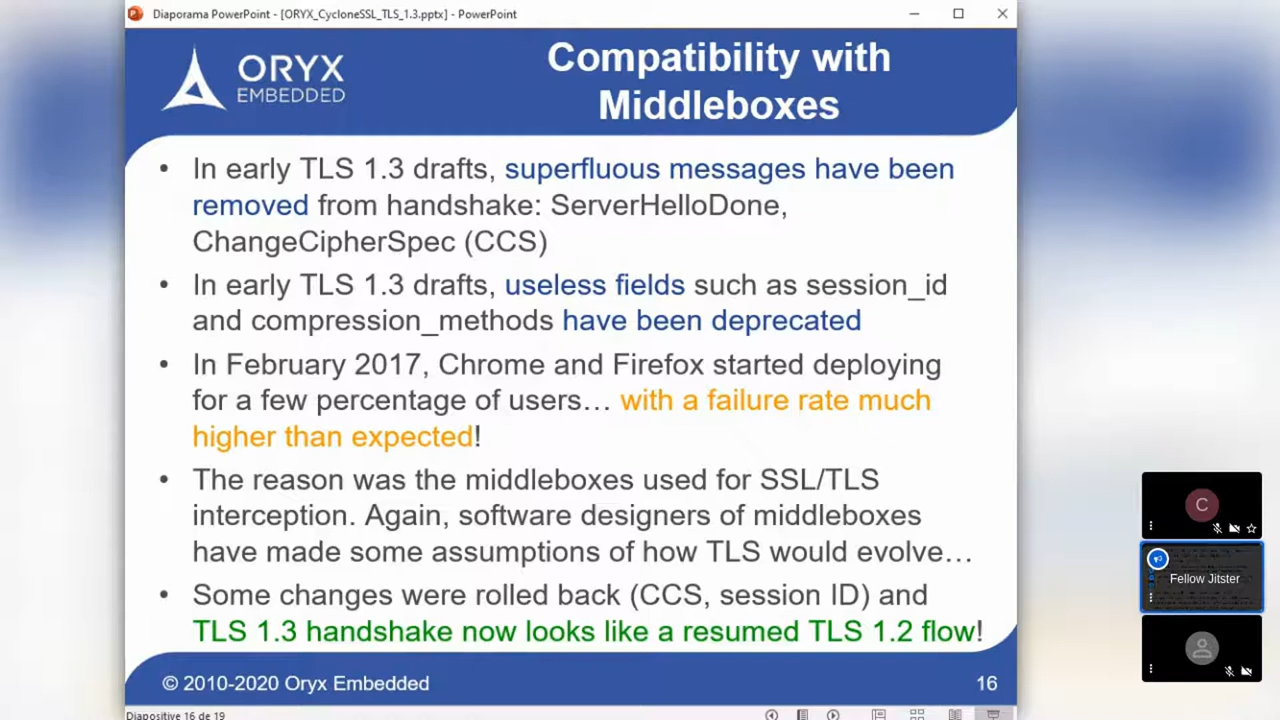 Diaporama PowerPoint - [ORYX_CycloneSSL_TLS_1.3.pptx] - PowerPoint
ORYX
EMBEDDED
Compatibility with
Middleboxes
• In early TLS 1.3 drafts, superfluous messages have been
removed from handshake: ServerHelloDone,
ChangeCipherSpec (CCS)
• In early TLS 1.3 drafts, useless fields such as session_id
and compression_methods have been deprecated
• In February 2017, Chrome and Firefox started deploying
for a few percentage of users… with a failure rate much
higher than expected!
• The reason was the middleboxes used for SSL/TLS
interception. Again, software designers of middleboxes
have made some assumptions of how TLS would evolve…
• Some changes were rolled back (CCS, session ID) and
TLS 1.3 handshake now looks like a resumed TLS 1.2 flow!
© 2010-2020 Oryx Embedded
16
Diapositive 16 de 19
C
Fellow Jitster